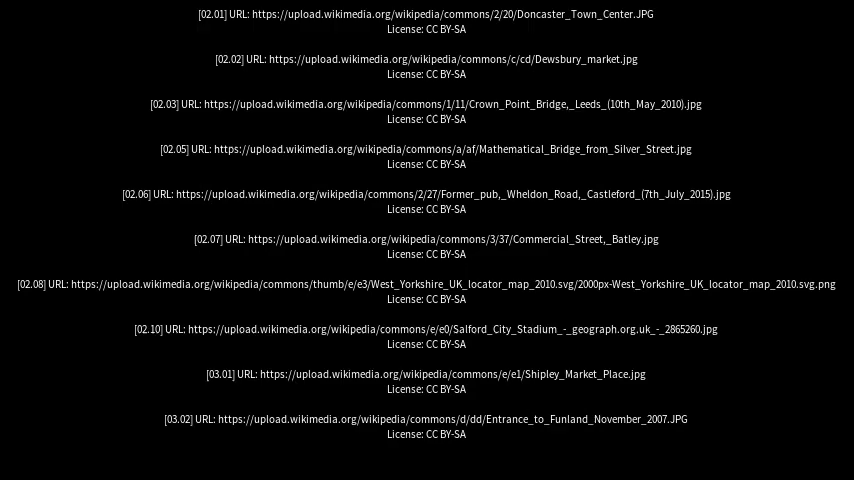 [02.01] URL: https://upload.wikimedia.org/wikipedia/commons/2/20/Doncaster_Town_Center.JPG
License: CC BY-SA
[02.02] URL: https://upload.wikimedia.org/wikipedia/commons/c/cd/Dewsbury_market.jpg
License: CC BY-SA
[02.03] URL: https://upload.wikimedia.org/wikipedia/commons/1/11/Crown_Point_Bridge,_Leeds_(10th_May_2010).jpg
License: CC BY-SA
[02.05] URL: https://upload.wikimedia.org/wikipedia/commons/a/af/Mathematical_Bridge_from_Silver_Street.jpg
License: CC BY-SA
[02.06] URL: https://upload.wikimedia.org/wikipedia/commons/2/27/Former_pub,_Wheldon_Road,_Castleford_(7th_July_2015).jpg
License: CC BY-SA
[02.07] URL: https://upload.wikimedia.org/wikipedia/commons/3/37/Commercial_Street,_Batley.jpg
License: CC BY-SA
[02.08] URL: https://upload.wikimedia.org/wikipedia/commons/thumb/e/e3/West_Yorkshire_UK_locator_map_2010.svg/2000px-West_Yorkshire_UK_locator_map_2010.svg.png
License: CC BY-SA
[02.10] URL: https://upload.wikimedia.org/wikipedia/commons/e/e0/Salford_City_Stadium_-_geograph.org.uk_-_2865260.jpg
License: CC BY-SA
[03.01] URL: https://upload.wikimedia.org/wikipedia/commons/e/e1/Shipley_Market_Place.jpg
License: CC BY-SA
[03.02] URL: https://upload.wikimedia.org/wikipedia/commons/d/dd/Entrance_to_Funland_November_2007.JPG
License: CC BY-SA